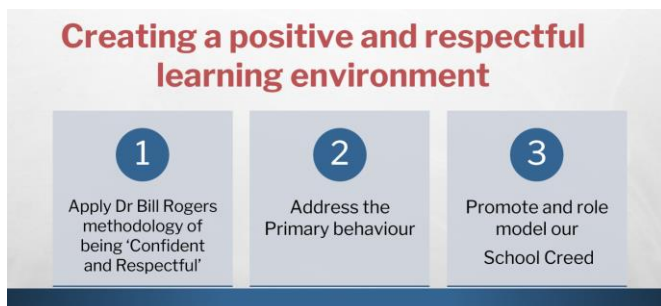 Creating a positive and respectful
learning environment
1
Apply Dr Bill Rogers
methodology of
being ‘Confident
and Respectful’
2
Address the
Primary behaviour
3
Promote and role
model our
School Creed